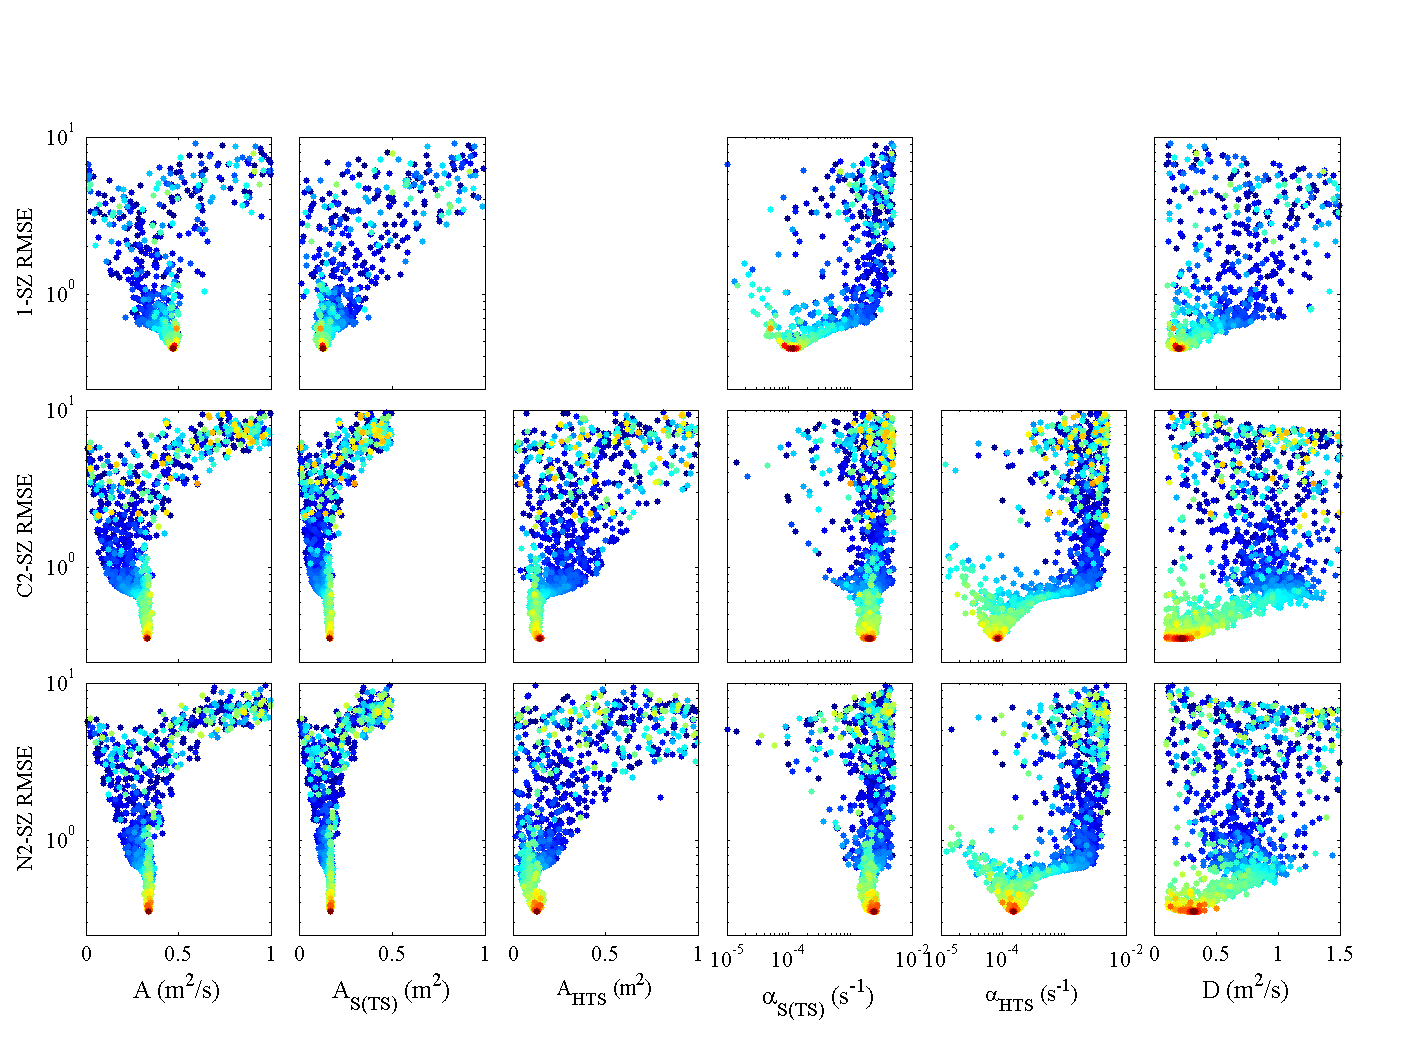 10^1
10^0
1-SZ RMSE
10^1
10^0
C2-SZ RMSE
10^1
10^0
N2-SZ RMSE
0 0.5 1 0 0.5 1 0 0.5 1 10^-5 10^-4 10^-2 10^-5 10^-4 10^-2 0 0.5 1 1.5
A (m^2/s) A_S(TS) (m^2) A_HTS (m^2) α_S(TS) (s^-1) α_HTS (s^-1) D (m^2/s)